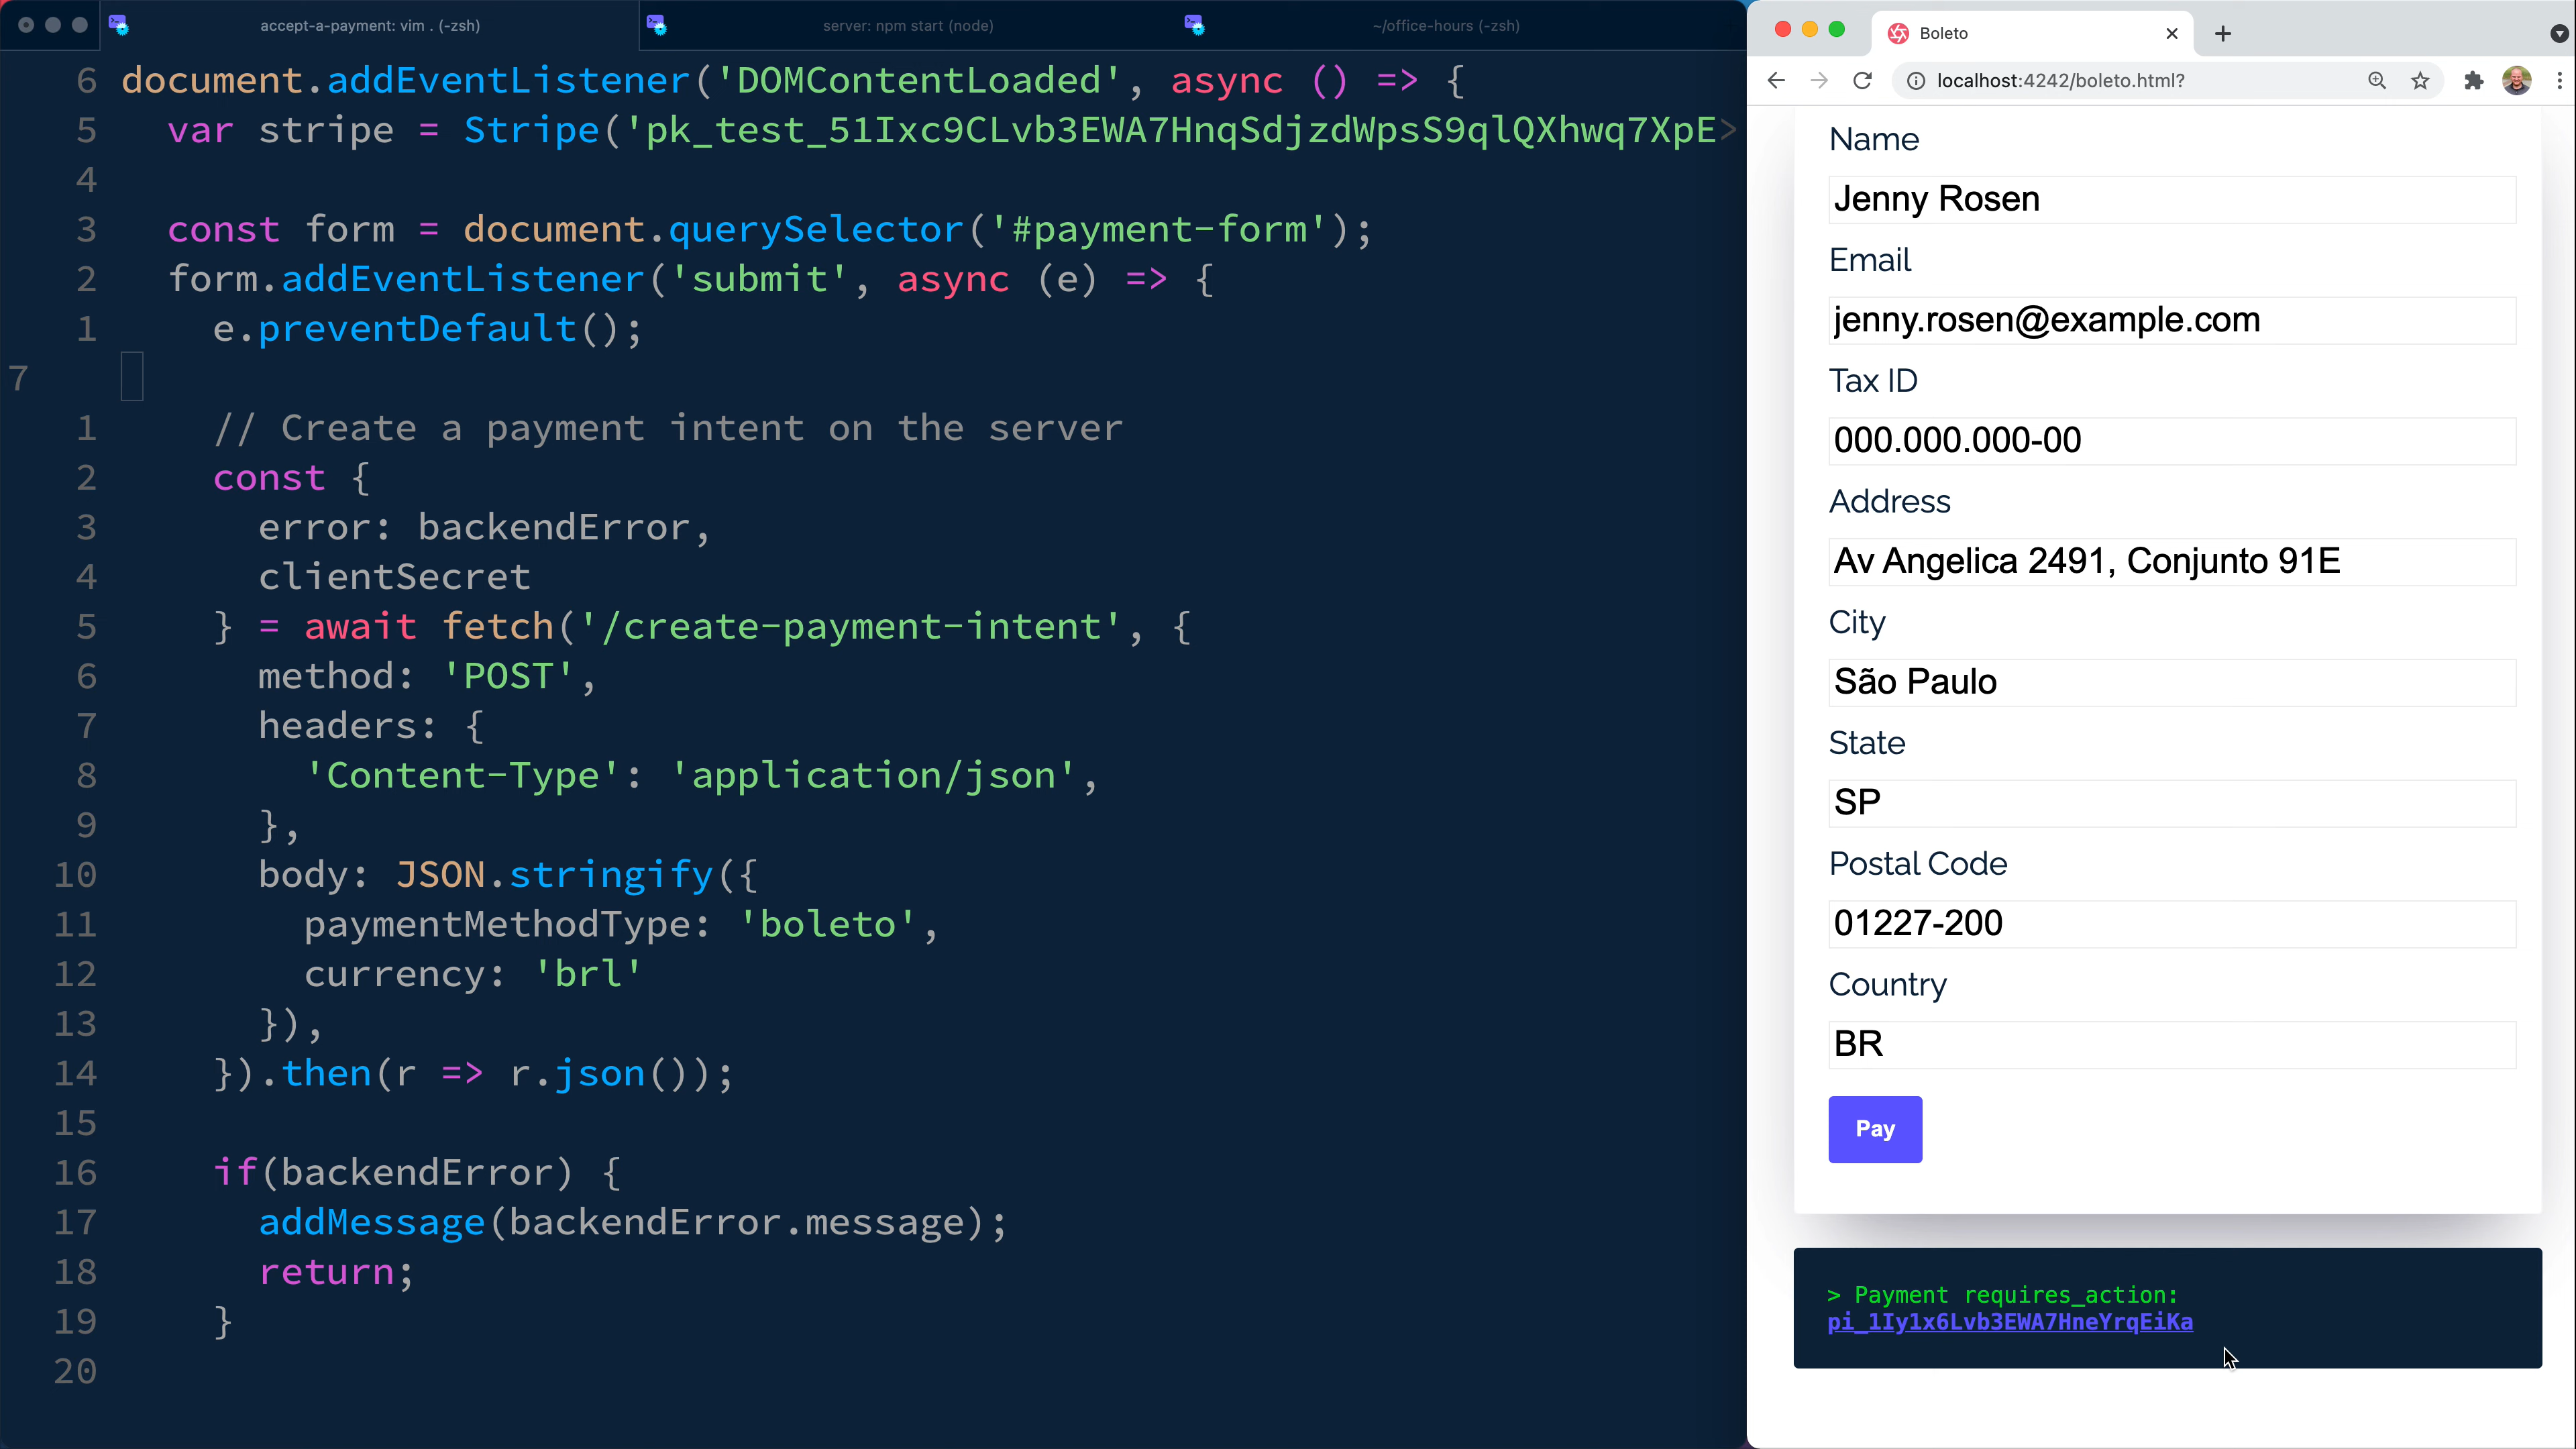 accept-a-payment: vim . (-zsh)
server: npm start (node)
~/office-hours (-zsh)
6 document.addEventListener('DOMContentLoaded', async () => {
5   var stripe = Stripe('pk_test_51Ixc9CLvb3EWA7HnqSdjzdWpsS9qlQXhwq7XpE>
4
3   const form = document.querySelector('#payment-form');
2   form.addEventListener('submit', async (e) => {
1     e.preventDefault();
7
1     // Create a payment intent on the server
2     const {
3       error: backendError,
4       clientSecret
5     } = await fetch('/create-payment-intent', {
6       method: 'POST',
7       headers: {
8         'Content-Type': 'application/json',
9       },
10       body: JSON.stringify({
11         paymentMethodType: 'boleto',
12         currency: 'brl'
13       }),
14     }).then(r => r.json());
15
16     if(backendError) {
17       addMessage(backendError.message);
18       return;
19     }
20
Boleto
localhost:4242/boleto.html?
Name
Jenny Rosen
Email
jenny.rosen@example.com
Tax ID
000.000.000-00
Address
Av Angelica 2491, Conjunto 91E
City
São Paulo
State
SP
Postal Code
01227-200
Country
BR
Pay
> Payment requires_action:
pi_1Iy1x6Lvb3EWA7HneYrqEiKa